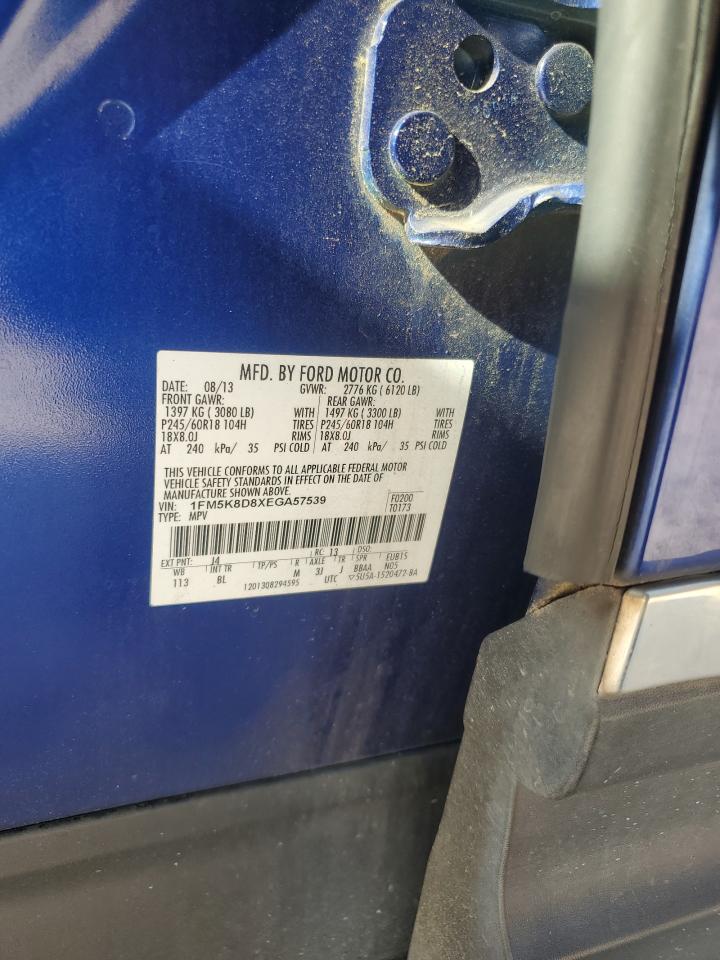 MFD. BY FORD MOTOR CO.
DATE: 08/13 GVWR: 2776 KG ( 6120 LB)
FRONT GAWR: REAR GAWR:
1397 KG ( 3080 LB) WITH 1497 KG ( 3300 LB) WITH
P245/60R18 104H TIRES P245/60R18 104H TIRES
18X8.0J RIMS 18X8.0J RIMS
AT 240 kPa/ 35 PSI COLD AT 240 kPa/ 35 PSI COLD
THIS VEHICLE CONFORMS TO ALL APPLICABLE FEDERAL MOTOR
VEHICLE SAFETY STANDARDS IN EFFECT ON THE DATE OF
MANUFACTURE SHOWN ABOVE.
VIN: 1FM5K8D8XEGA57539 F0200
TYPE: MPV T0173
EXT PNT: J4 RC: 13 DSO:
WB INT TR TP/PS R AXLE TR SPR EUB15
113 BL M 3J J BBAA N05
1201308294595 UTC 5U5A-1520472-BA